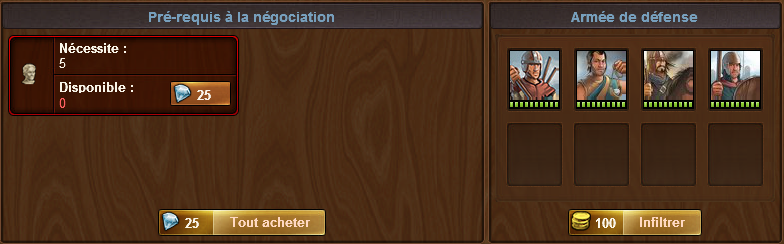 Pré-requis à la négociation
Nécessite :
5
Disponible :
0
25
25 Tout acheter
Armée de défense
100 Infiltrer